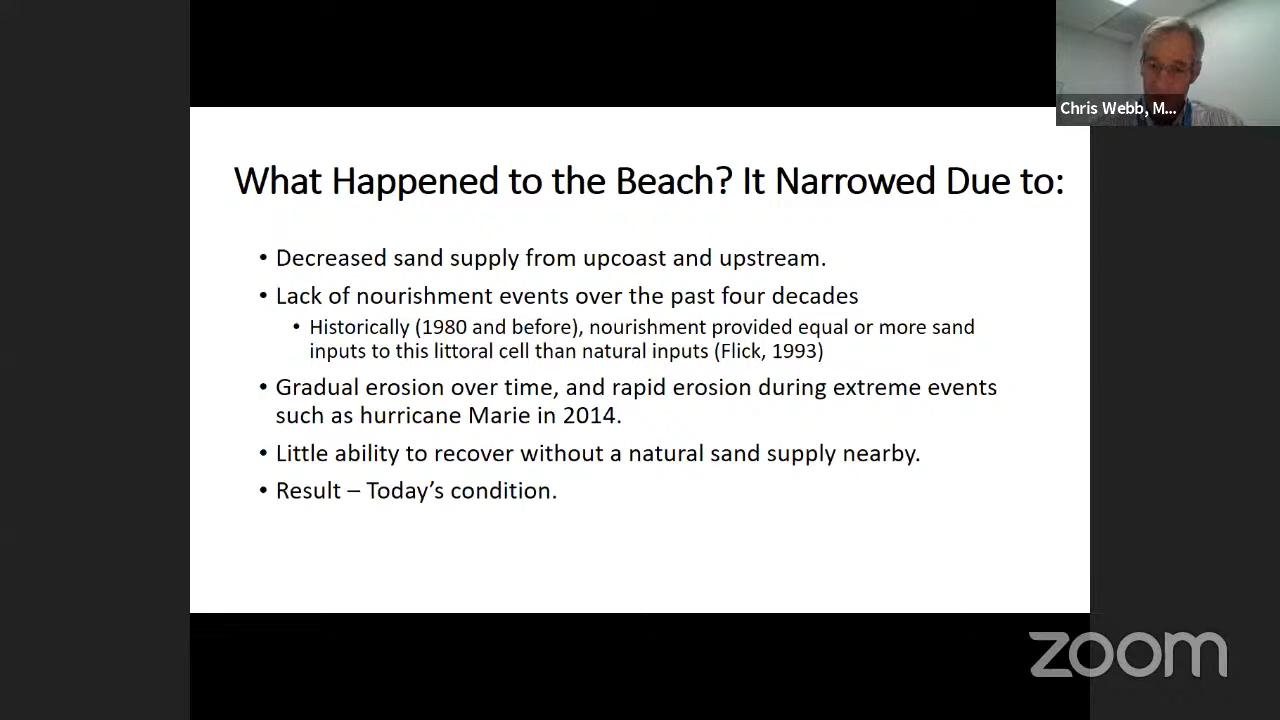 Chris Webb, M...
What Happened to the Beach? It Narrowed Due to:
• Decreased sand supply from upcoast and upstream.
• Lack of nourishment events over the past four decades
• Historically (1980 and before), nourishment provided equal or more sand
inputs to this littoral cell than natural inputs (Flick, 1993)
• Gradual erosion over time, and rapid erosion during extreme events
such as hurricane Marie in 2014.
• Little ability to recover without a natural sand supply nearby.
• Result – Today's condition.
zoom